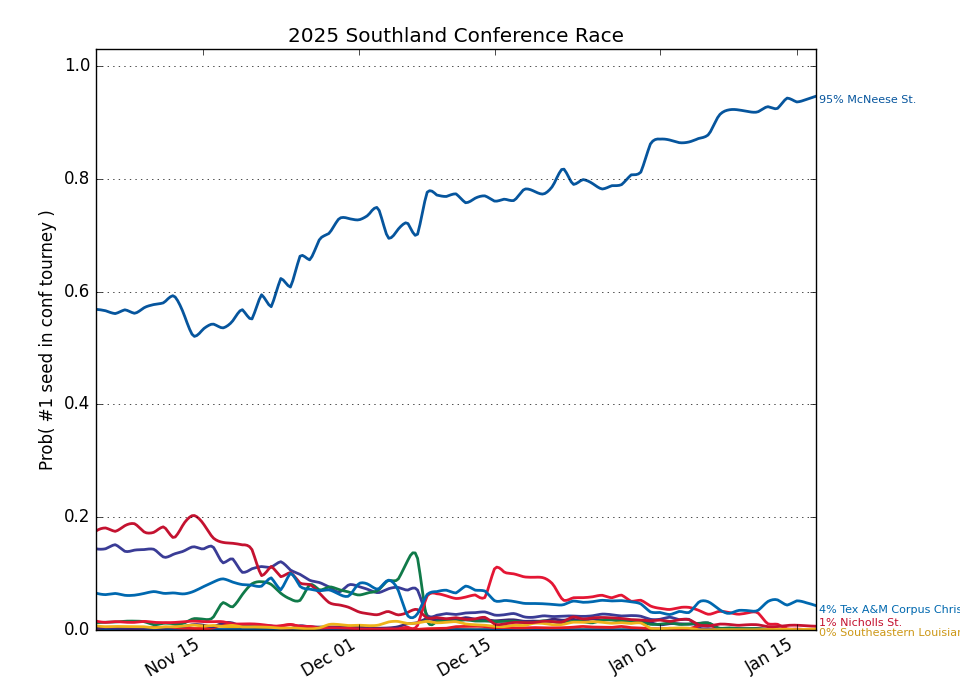 2025 Southland Conference Race
Prob( #1 seed in conf tourney )
1.0
0.8
0.6
0.4
0.2
0.0
Nov 15
Dec 01
Dec 15
Jan 01
Jan 15
95% McNeese St.
4% Tex A&M Corpus Chris
1% Nicholls St.
0% Southeastern Louisian